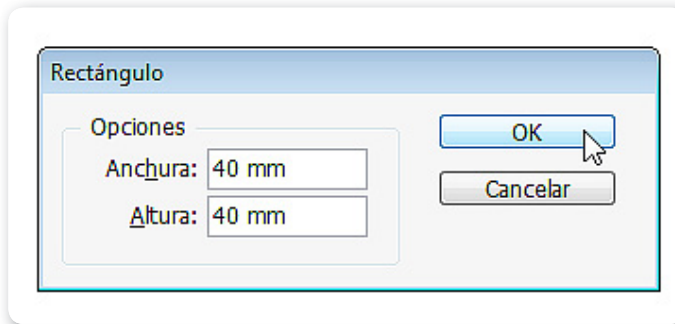 Rectángulo
Opciones
Anchura: 40 mm
Altura: 40 mm
OK
Cancelar